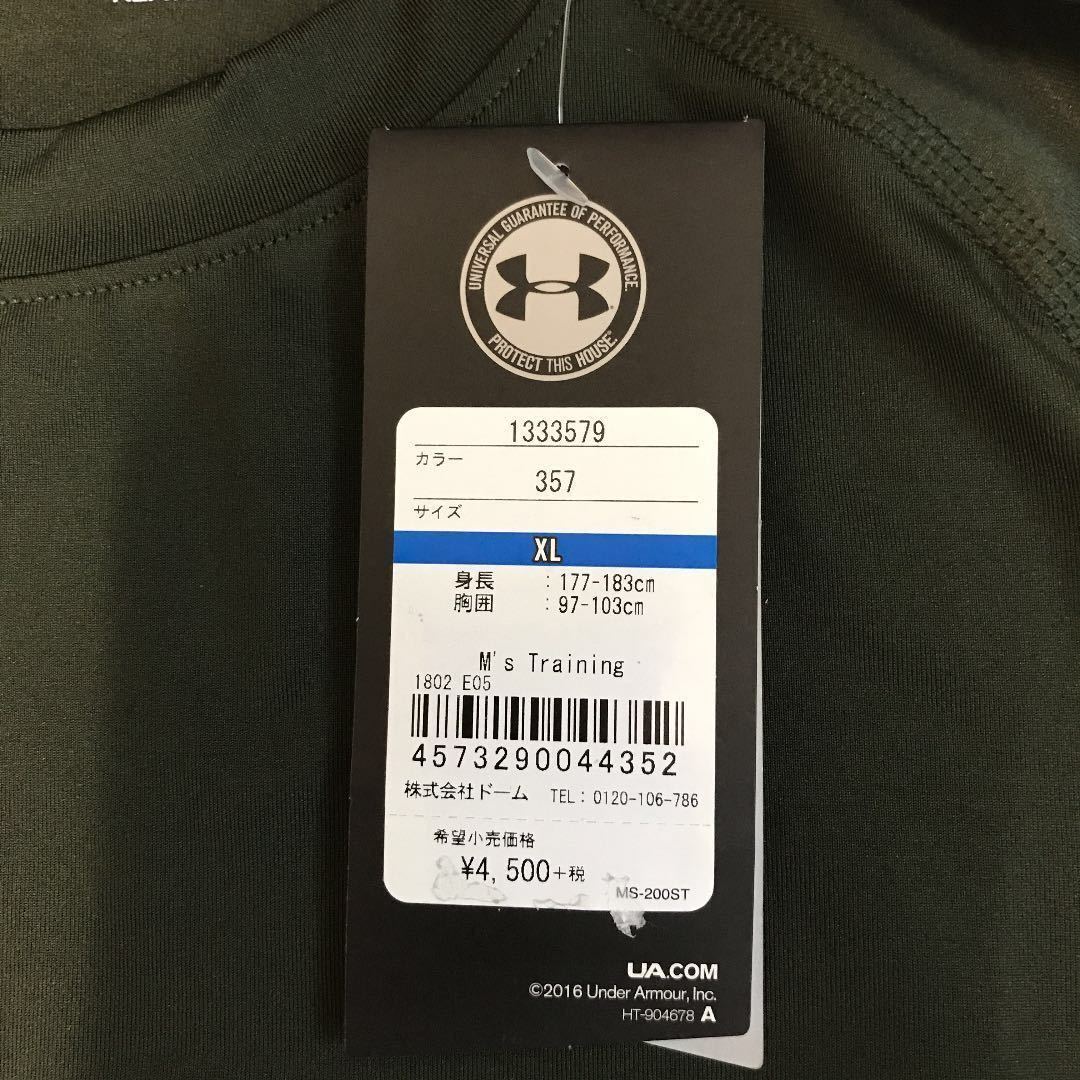 UNIVERSAL GUARANTEE OF PERFORMANCE.
PROTECT THIS HOUSE.®
1333579
カラー
357
サイズ
XL
身長 : 177-183cm
胸囲 : 97-103cm
M's Training
1802 E05
4573290044352
株式会社ドーム TEL: 0120-106-786
希望小売価格
¥4,500+税
MS-200ST
UA.COM
©2016 Under Armour, Inc.
HT-904678 A